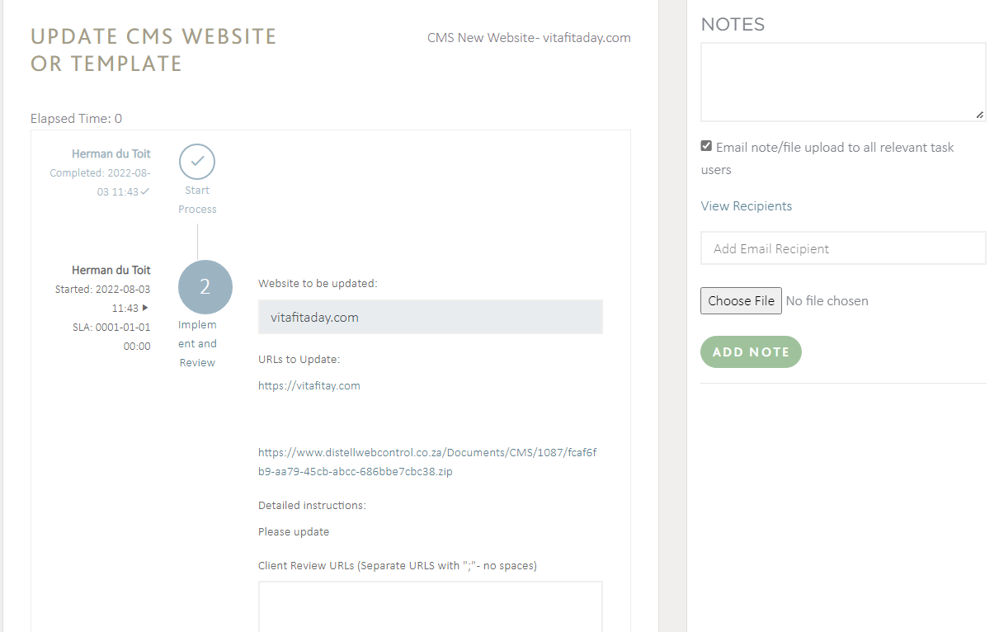 UPDATE CMS WEBSITE
OR TEMPLATE
CMS New Website- vitafitaday.com
Elapsed Time: 0
Herman du Toit
Completed: 2022-08-
03 11:43
Start
Process
Herman du Toit
Started: 2022-08-03
11:43
SLA: 0001-01-01
00:00
2
Implem
ent and
Review
Website to be updated:
vitafitaday.com
URLs to Update:
https://vitafitay.com
https://www.distellwebcontrol.co.za/Documents/CMS/1087/fcaf6f
b9-aa79-45cb-abcc-686bbe7cbc38.zip
Detailed instructions:
Please update
Client Review URLs (Separate URLS with ";"- no spaces)
NOTES
Email note/file upload to all relevant task
users
View Recipients
Add Email Recipient
Choose File No file chosen
ADD NOTE